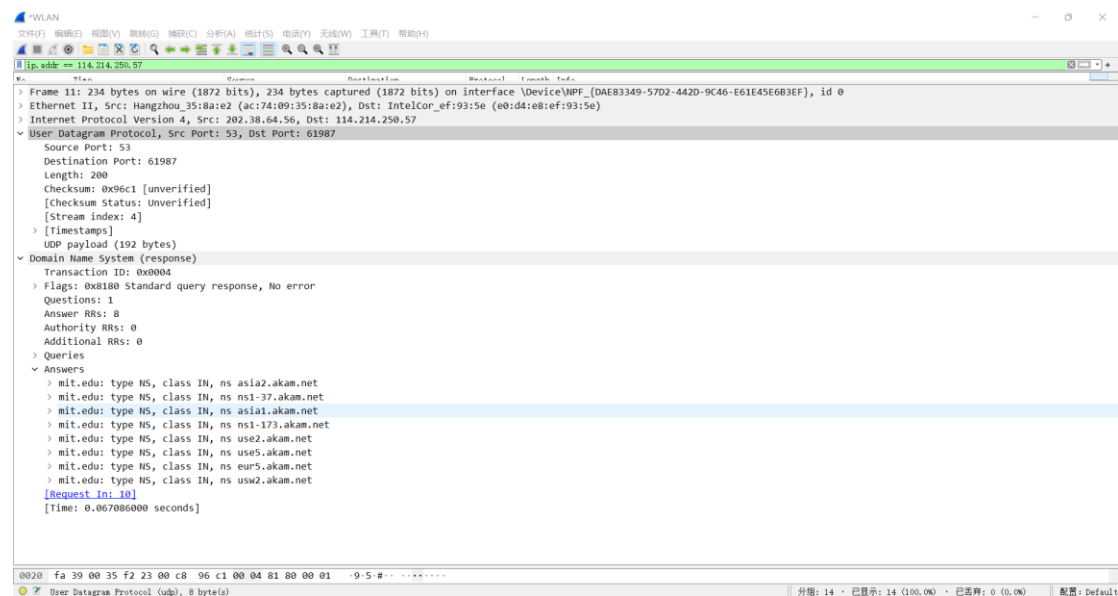 *WLAN
文件(F) 编辑(E) 视图(V) 跳转(G) 捕获(C) 分析(A) 统计(S) 电话(Y) 无线(W) 工具(T) 帮助(H)
ip.addr == 114.214.250.57
No. Time Source Destination Protocol Length Info
> Frame 11: 234 bytes on wire (1872 bits), 234 bytes captured (1872 bits) on interface \Device\NPF_{DAE83349-57D2-442D-9C46-E61E45E6B3EF}, id 0
> Ethernet II, Src: Hangzhou_35:8a:e2 (ac:74:09:35:8a:e2), Dst: IntelCor_ef:93:5e (e0:d4:e8:ef:93:5e)
> Internet Protocol Version 4, Src: 202.38.64.56, Dst: 114.214.250.57
User Datagram Protocol, Src Port: 53, Dst Port: 61987
Source Port: 53
Destination Port: 61987
Length: 200
Checksum: 0x96c1 [unverified]
[Checksum Status: Unverified]
[Stream index: 4]
> [Timestamps]
UDP payload (192 bytes)
Domain Name System (response)
Transaction ID: 0x0004
> Flags: 0x8180 Standard query response, No error
Questions: 1
Answer RRs: 8
Authority RRs: 0
Additional RRs: 0
> Queries
Answers
> mit.edu: type NS, class IN, ns asia2.akam.net
> mit.edu: type NS, class IN, ns ns1-37.akam.net
> mit.edu: type NS, class IN, ns asia1.akam.net
> mit.edu: type NS, class IN, ns ns1-173.akam.net
> mit.edu: type NS, class IN, ns use2.akam.net
> mit.edu: type NS, class IN, ns use5.akam.net
> mit.edu: type NS, class IN, ns eur5.akam.net
> mit.edu: type NS, class IN, ns usw2.akam.net
[Request In: 10]
[Time: 0.067086000 seconds]
0020 fa 39 00 35 f2 23 00 c8 96 c1 00 04 81 80 00 01 ·9·5·#·· ········
User Datagram Protocol (udp), 8 byte(s) 分组: 14 · 已显示: 14 (100.0%) · 已丢弃: 0 (0.0%) 配置: Default